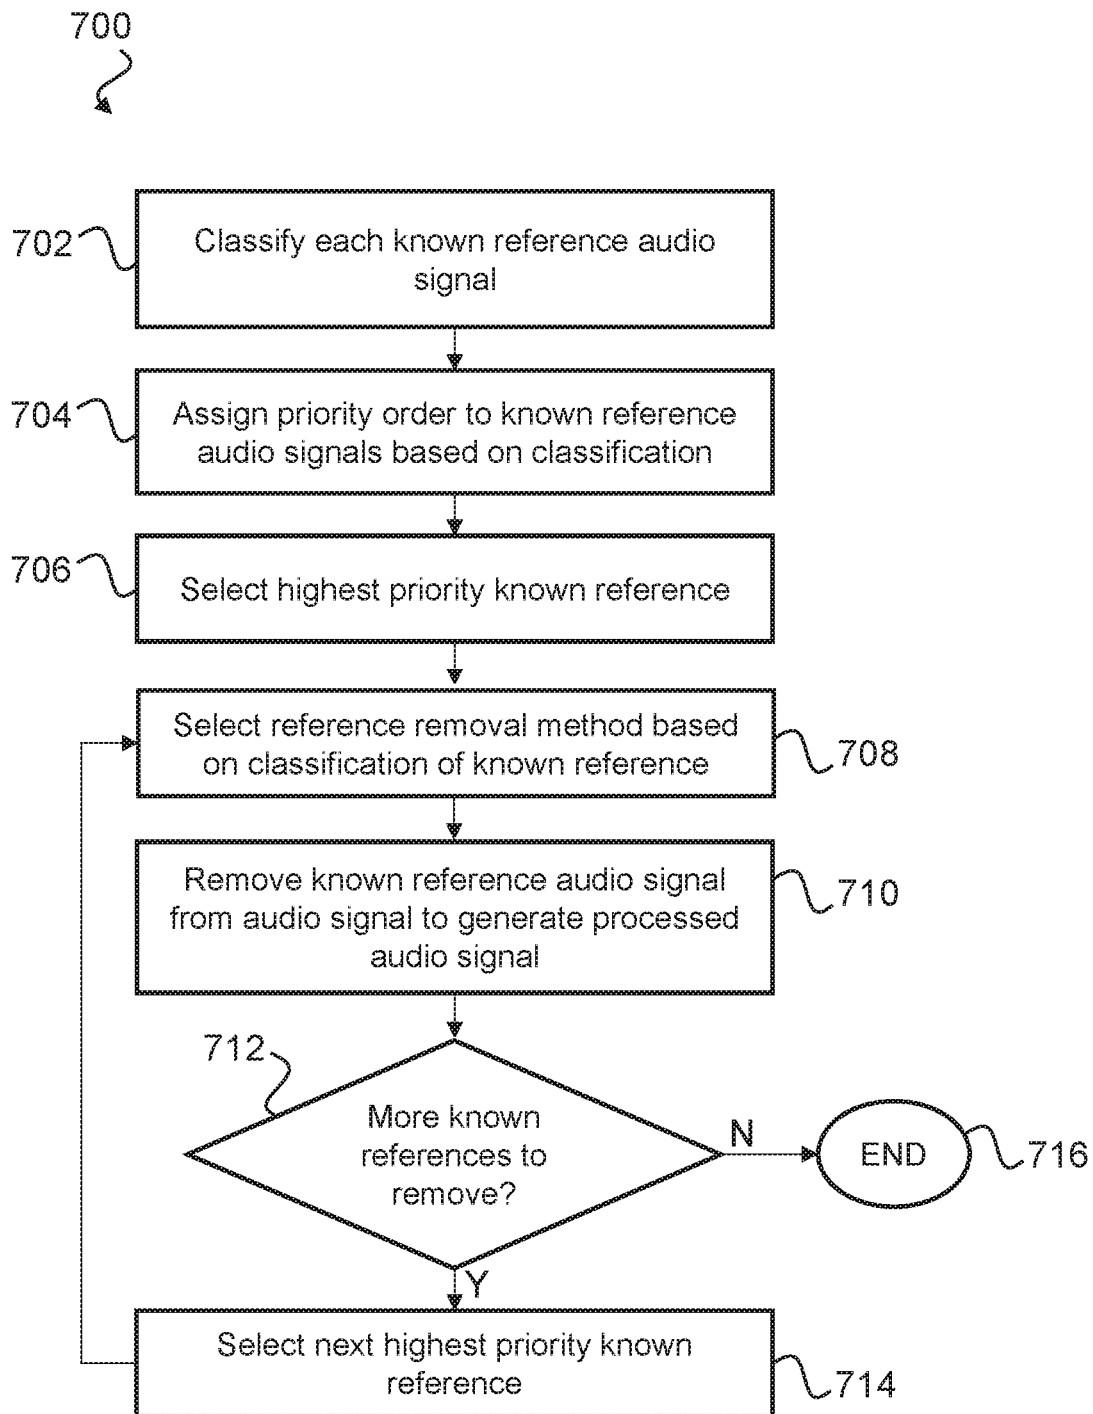 700
702
Classify each known reference audio
signal
704
Assign priority order to known reference
audio signals based on classification
706
Select highest priority known reference
Select reference removal method based
on classification of known reference
708
Remove known reference audio signal
from audio signal to generate processed
audio signal
710
712
More known
references to
remove?
N
END
716
Y
Select next highest priority known
reference
714